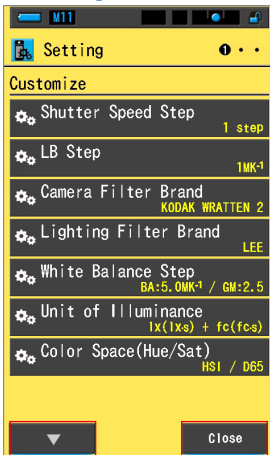 M11
Setting
1
Customize
Shutter Speed Step
1 step
LB Step
1MK-1
Camera Filter Brand
KODAK WRATTEN 2
Lighting Filter Brand
LEE
White Balance Step
BA:5.0MK-1 / GM:2.5
Unit of Illuminance
lx(lx·s) + fc(fc·s)
Color Space(Hue/Sat)
HSI / D65
Close